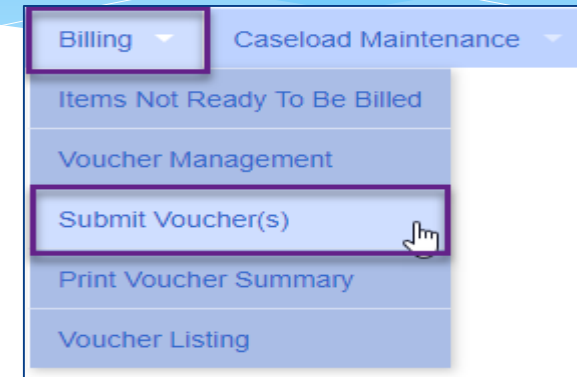 Billing Caseload Maintenance
Items Not Ready To Be Billed
Voucher Management
Submit Voucher(s)
Print Voucher Summary
Voucher Listing